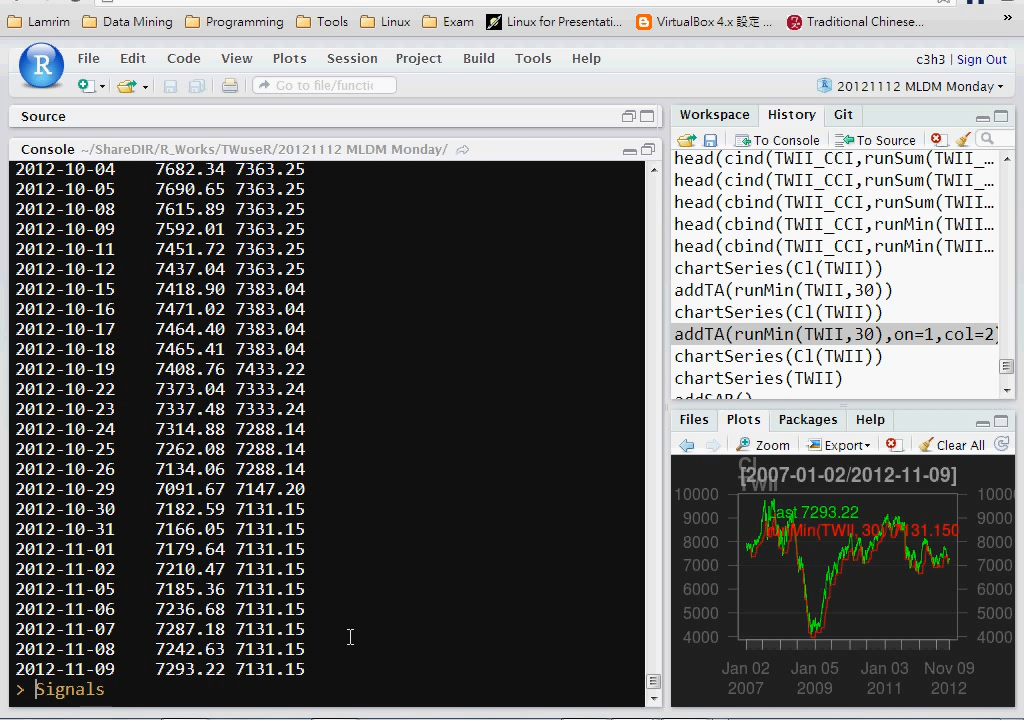 Lamrim Data Mining Programming Tools Linux Exam Linux for Presentati... VirtualBox 4.x 設定 ... Traditional Chinese... »
File Edit Code View Plots Session Project Build Tools Help c3h3 | Sign Out
Go to file/functic 20121112 MLDM Monday
Source
Console ~/ShareDIR/R_Works/TWuseR/20121112 MLDM Monday/
2012-10-04 7682.34 7363.25
2012-10-05 7690.65 7363.25
2012-10-08 7615.89 7363.25
2012-10-09 7592.01 7363.25
2012-10-11 7451.72 7363.25
2012-10-12 7437.04 7363.25
2012-10-15 7418.90 7383.04
2012-10-16 7471.02 7383.04
2012-10-17 7464.40 7383.04
2012-10-18 7465.41 7383.04
2012-10-19 7408.76 7433.22
2012-10-22 7373.04 7333.24
2012-10-23 7337.48 7333.24
2012-10-24 7314.88 7288.14
2012-10-25 7262.08 7288.14
2012-10-26 7134.06 7288.14
2012-10-29 7091.67 7147.20
2012-10-30 7182.59 7131.15
2012-10-31 7166.05 7131.15
2012-11-01 7179.64 7131.15
2012-11-02 7210.47 7131.15
2012-11-05 7185.36 7131.15
2012-11-06 7236.68 7131.15
2012-11-07 7287.18 7131.15
2012-11-08 7242.63 7131.15
2012-11-09 7293.22 7131.15
> Signals
Workspace History Git
To Console To Source
head(cind(TWII_CCI,runSum(TWII_...
head(cind(TWII_CCI,runSum(TWII_...
head(cbind(TWII_CCI,runSum(TWII...
head(cbind(TWII_CCI,runMin(TWII...
head(cbind(TWII_CCI,runMin(TWII...
chartSeries(Cl(TWII))
addTA(runMin(TWII,30))
chartSeries(Cl(TWII))
addTA(runMin(TWII,30),on=1,col=2)
chartSeries(Cl(TWII))
chartSeries(TWII)
addSAR()
Files Plots Packages Help
Zoom Export Clear All
[2007-01-02/2012-11-09]
TWII
Last 7293.22
runMin(TWII, 30) 7131.150
10000 10000
9000 9000
8000 8000
7000 7000
6000 6000
5000 5000
4000 4000
Jan 02 Jan 05 Jan 03 Nov 09
2007 2009 2011 2012